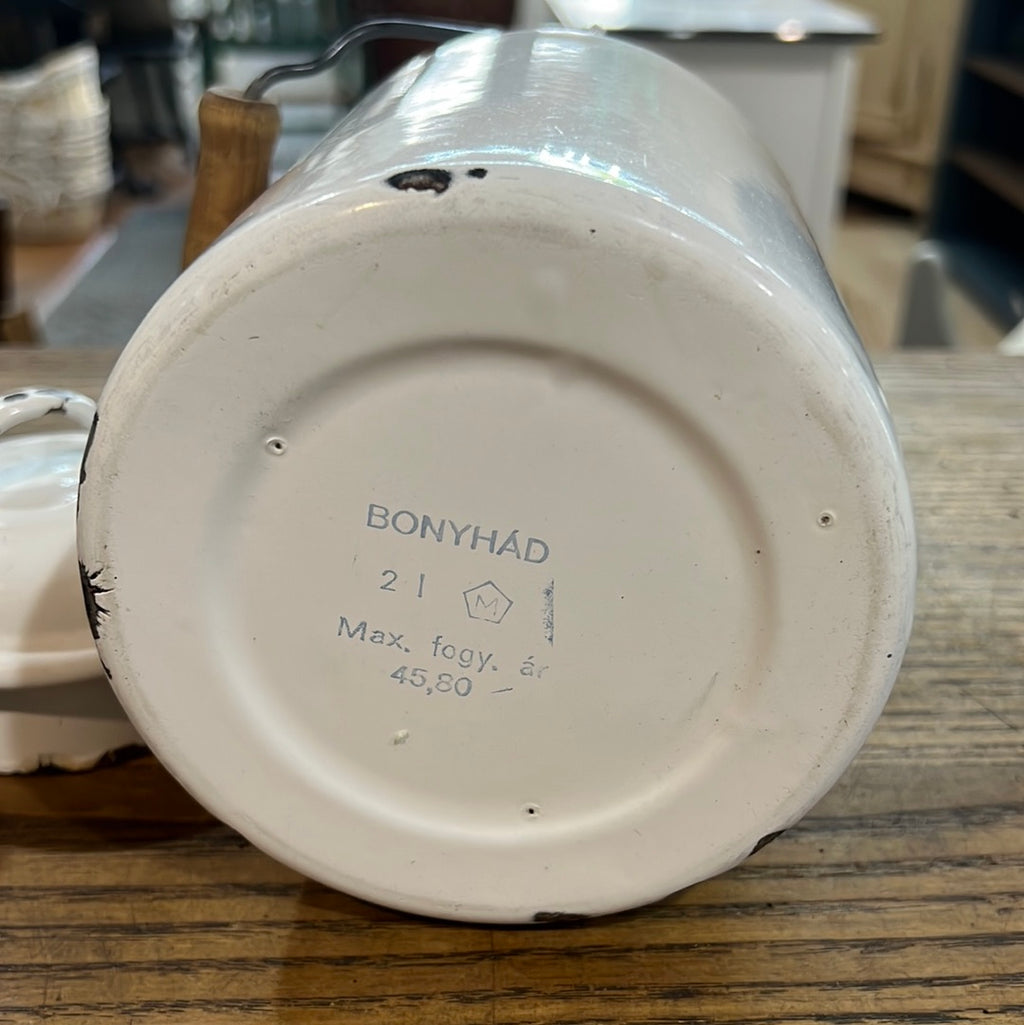 BONYHÁD
2 l M
Max. fogy. ár
45,80 –